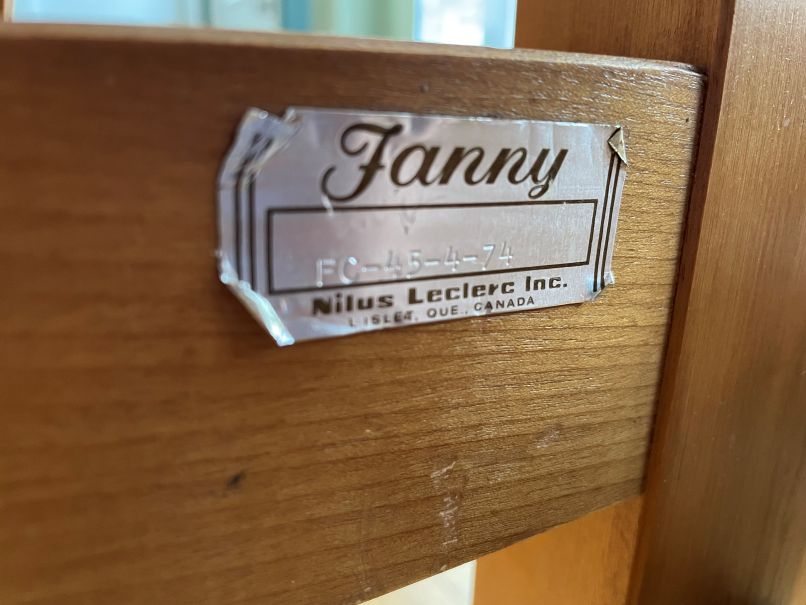 Fanny
FC-45-4-74
Nilus Leclerc Inc.
L'ISLET, QUE., CANADA